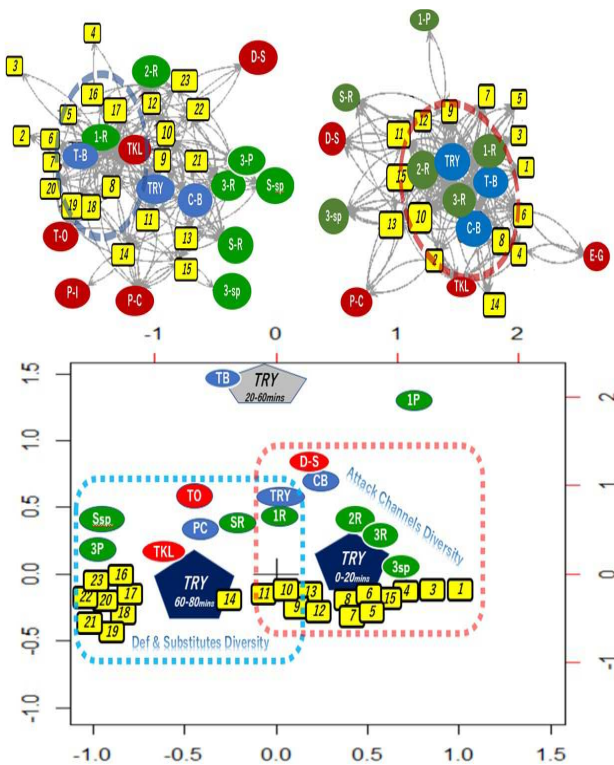 4
3
2-R
D-S
23
16
12
22
17
5
10
2
6
1-R
TKL
T-B
7
9
21
3-P
20
8
TRY
C-B
3-R
S-sp
19
18
11
T-O
13
S-R
14
15
P-I
P-C
3-sp
1-P
S-R
7
5
9
12
11
D-S
3
1-R
TRY
2-R
1
15
T-B
3-R
3-sp
10
13
6
C-B
8
4
2
E-G
TKL
P-C
14
-1 0 1 2
1.5
1.0
0.5
0.0
-0.5
-1.0
2
1
0
-1
TB
TRY
20-60mins
1P
D-S
CB
Attack Channels Diversity
TO
TRY
Ssp
PC
SR
1R
2R
3R
3P
TKL
TRY
60-80mins
TRY
0-20mins
3sp
23
16
22
20
17
18
21
19
14
11
10
13
9
12
8
6
15
4
3
1
7
5
Def & Substitutes Diversity
-1.0 -0.5 0.0 0.5 1.0 1.5